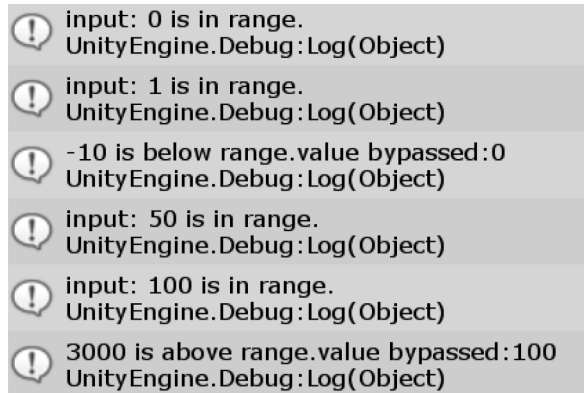 input: 0 is in range.
UnityEngine.Debug:Log(Object)
input: 1 is in range.
UnityEngine.Debug:Log(Object)
-10 is below range.value bypassed:0
UnityEngine.Debug:Log(Object)
input: 50 is in range.
UnityEngine.Debug:Log(Object)
input: 100 is in range.
UnityEngine.Debug:Log(Object)
3000 is above range.value bypassed:100
UnityEngine.Debug:Log(Object)